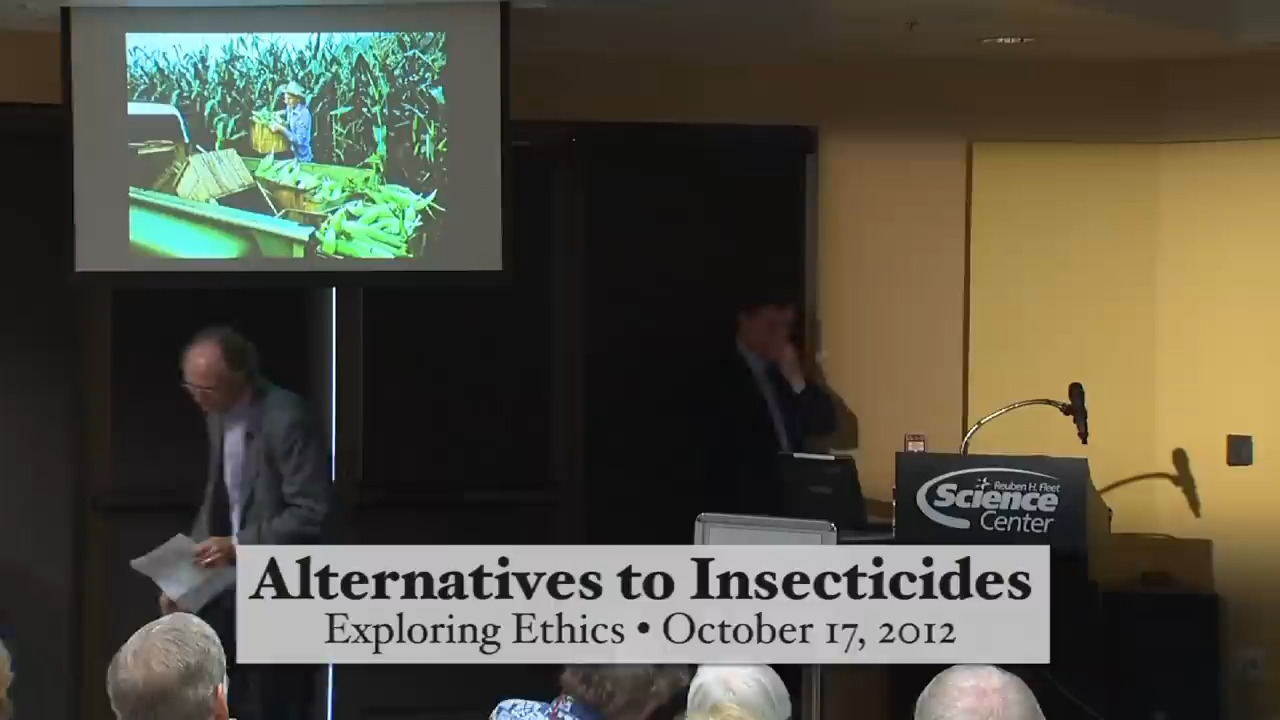 Reuben H. Fleet
Science
Center
Alternatives to Insecticides
Exploring Ethics • October 17, 2012